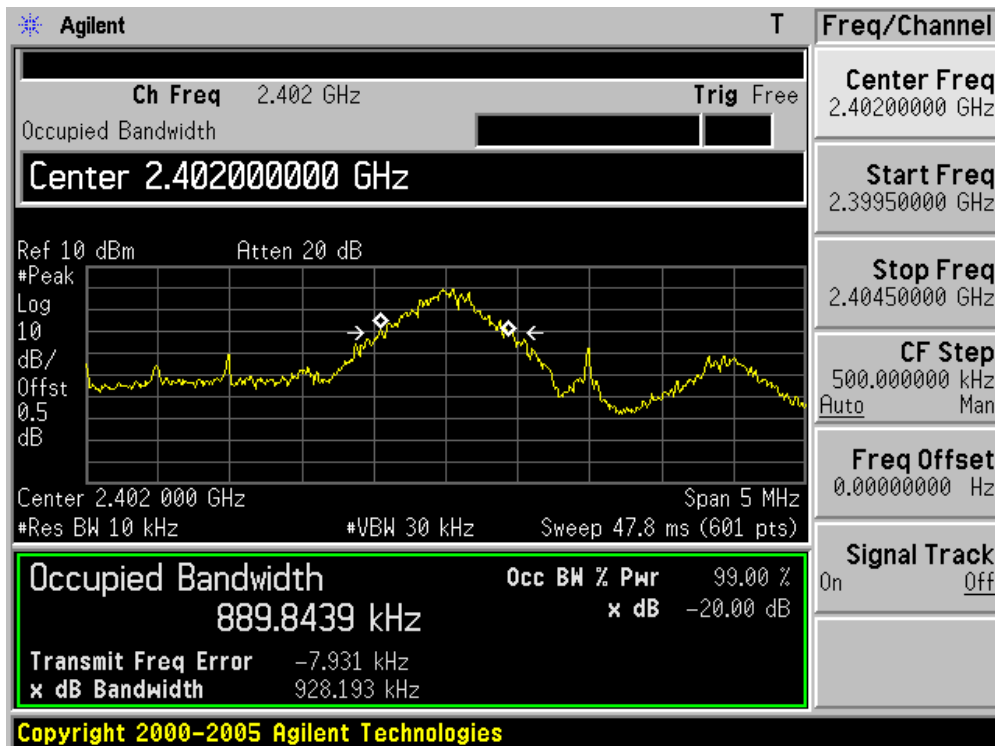 Agilent T Freq/Channel
Ch Freq 2.402 GHz Trig Free
Occupied Bandwidth
Center 2.402000000 GHz
Ref 10 dBm Atten 20 dB
#Peak
Log
10
dB/
Offst
0.5
dB
Center 2.402 000 GHz Span 5 MHz
#Res BW 10 kHz #VBW 30 kHz Sweep 47.8 ms (601 pts)
Occupied Bandwidth
889.8439 kHz
Occ BW % Pwr 99.00 %
x dB -20.00 dB
Transmit Freq Error -7.931 kHz
x dB Bandwidth 928.193 kHz
Copyright 2000-2005 Agilent Technologies
Center Freq
2.40200000 GHz
Start Freq
2.39950000 GHz
Stop Freq
2.40450000 GHz
CF Step
500.000000 kHz
Auto Man
Freq Offset
0.00000000 Hz
Signal Track
On Off